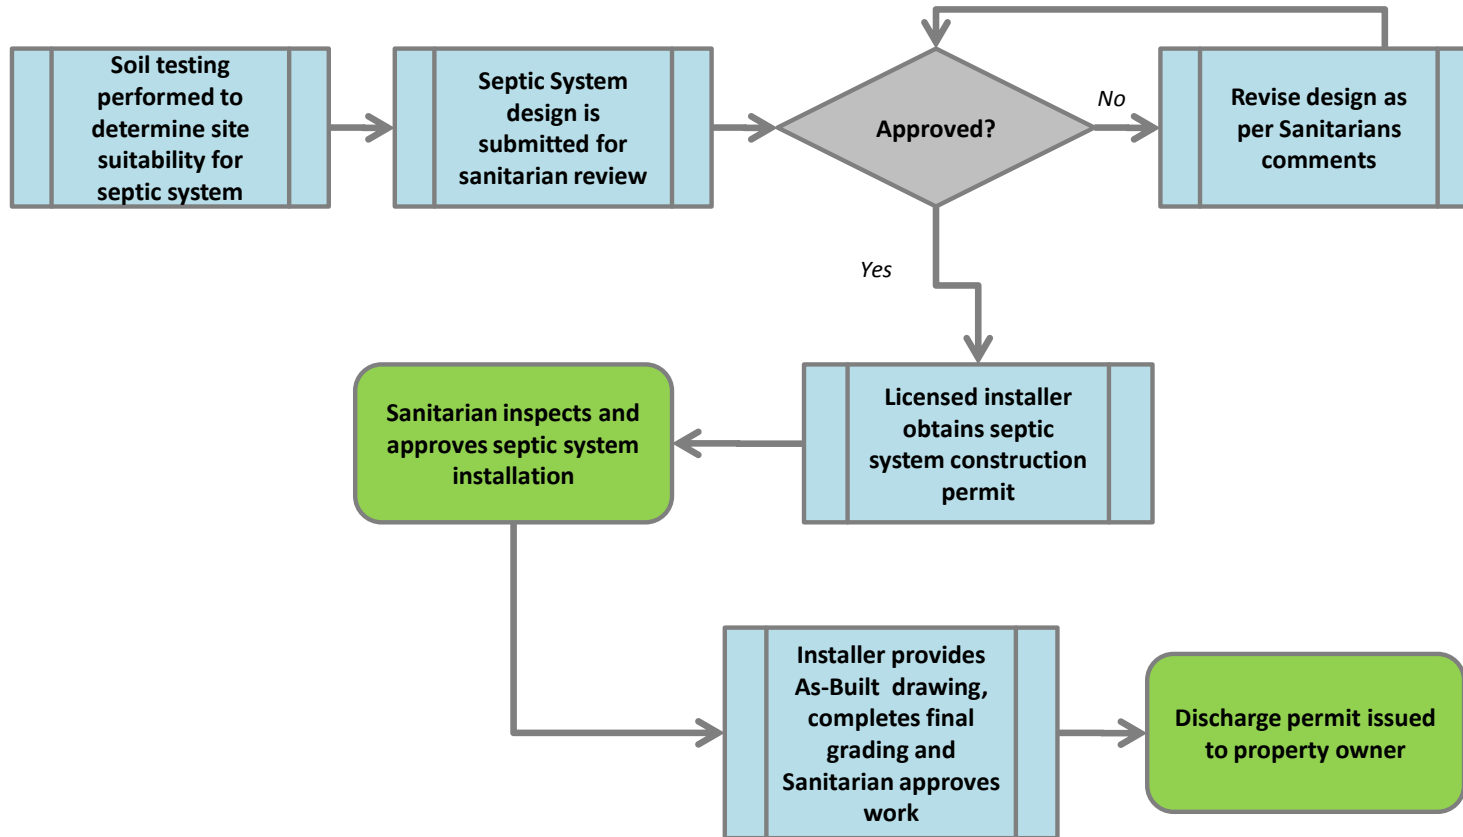 Soil testing
performed to
determine site
suitability for
septic system
Septic System
design is
submitted for
sanitarian review
Approved?
No
Revise design as
per Sanitarians
comments
Yes
Licensed installer
obtains septic
system construction
permit
Sanitarian inspects and
approves septic system
installation
Installer provides
As-Built drawing,
completes final
grading and
Sanitarian approves
work
Discharge permit issued
to property owner